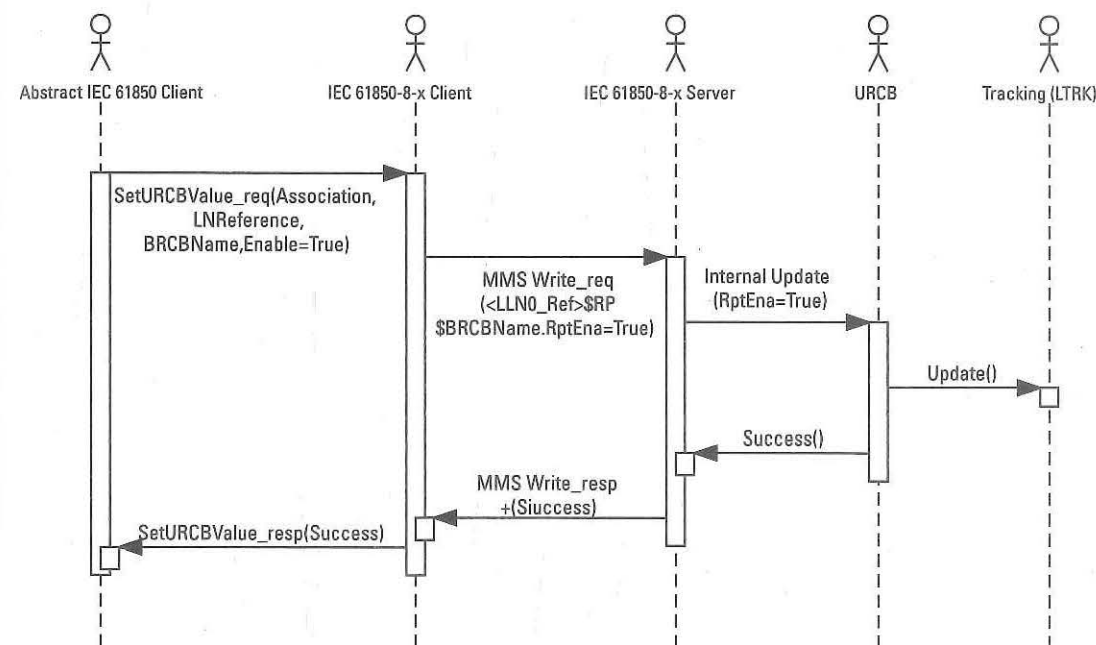 Abstract IEC 61850 Client
IEC 61850-8-x Client
IEC 61850-8-x Server
URCB
Tracking (LTRK)
SetURCBValue_req(Association,
LNReference,
BRCBName,Enable=True)
MMS Write_req
(<LLN0_Ref>$RP
$BRCBName.RptEna=True)
Internal Update
(RptEna=True)
Update()
Success()
MMS Write_resp
+(Siuccess)
SetURCBValue_resp(Success)